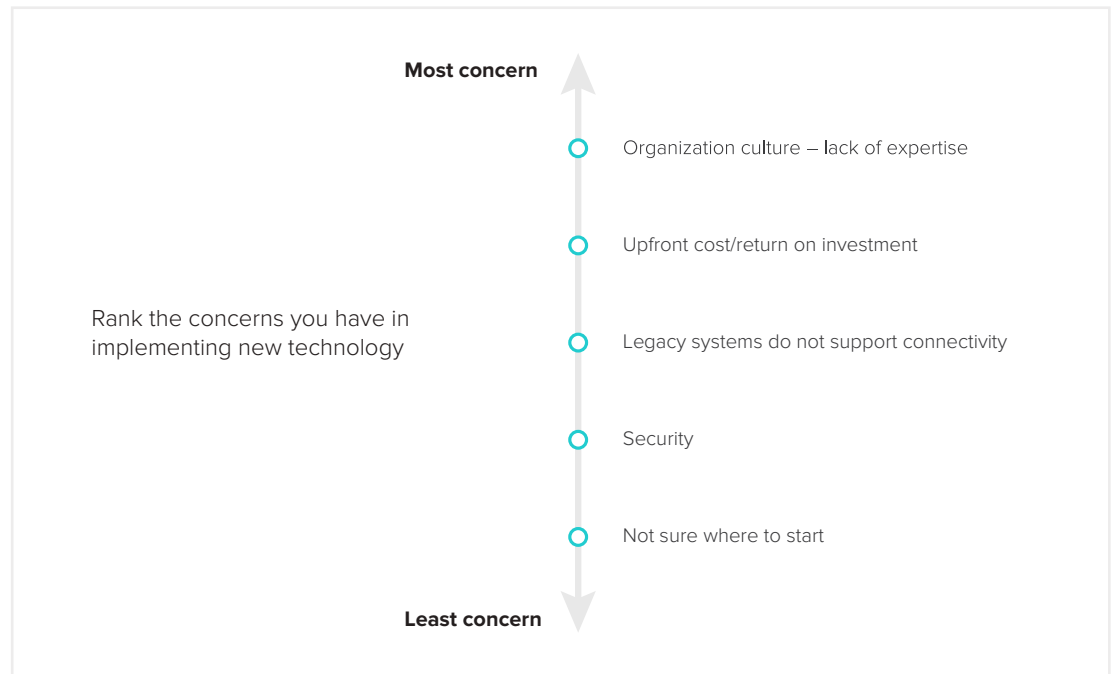 Most concern
Organization culture – lack of expertise
Upfront cost/return on investment
Rank the concerns you have in
implementing new technology
Legacy systems do not support connectivity
Security
Not sure where to start
Least concern